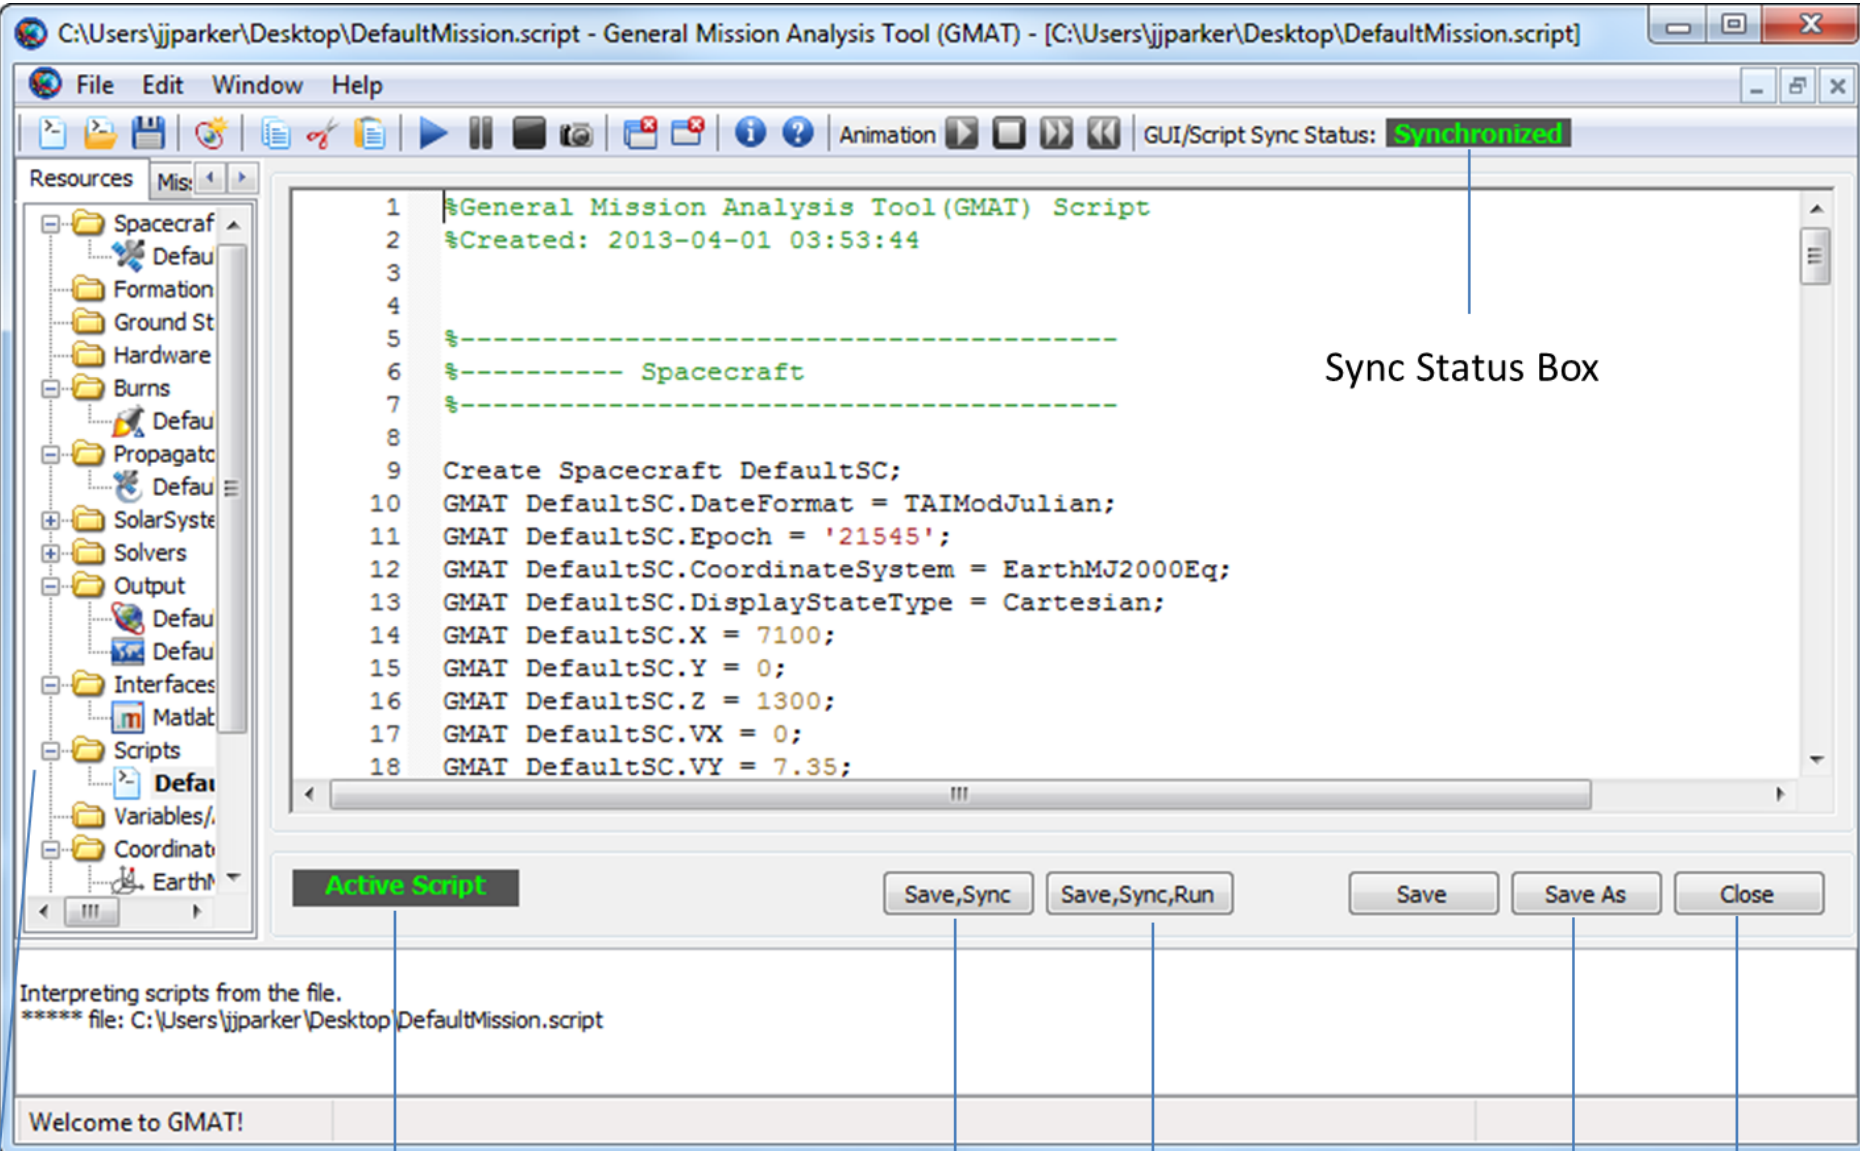 C:\Users\jjparker\Desktop\DefaultMission.script - General Mission Analysis Tool (GMAT) - [C:\Users\jjparker\Desktop\DefaultMission.script]
File Edit Window Help
Animation GUI/Script Sync Status: Synchronized
Resources Mis
Spacecraf
Defau
Formation
Ground St
Hardware
Burns
Defau
Propagato
Defau
SolarSyste
Solvers
Output
Defau
Defau
Interfaces
.m Matlab
Scripts
Defau
Variables/
Coordinat
EarthM
1 %General Mission Analysis Tool(GMAT) Script
2 %Created: 2013-04-01 03:53:44
3
4
5 %----------------------------------------
6 %---------- Spacecraft
7 %----------------------------------------
8
9 Create Spacecraft DefaultSC;
10 GMAT DefaultSC.DateFormat = TAIModJulian;
11 GMAT DefaultSC.Epoch = '21545';
12 GMAT DefaultSC.CoordinateSystem = EarthMJ2000Eq;
13 GMAT DefaultSC.DisplayStateType = Cartesian;
14 GMAT DefaultSC.X = 7100;
15 GMAT DefaultSC.Y = 0;
16 GMAT DefaultSC.Z = 1300;
17 GMAT DefaultSC.VX = 0;
18 GMAT DefaultSC.VY = 7.35;
Sync Status Box
Active Script Save,Sync Save,Sync,Run Save Save As Close
Interpreting scripts from the file.
***** file: C:\Users\jjparker\Desktop\DefaultMission.script
Welcome to GMAT!